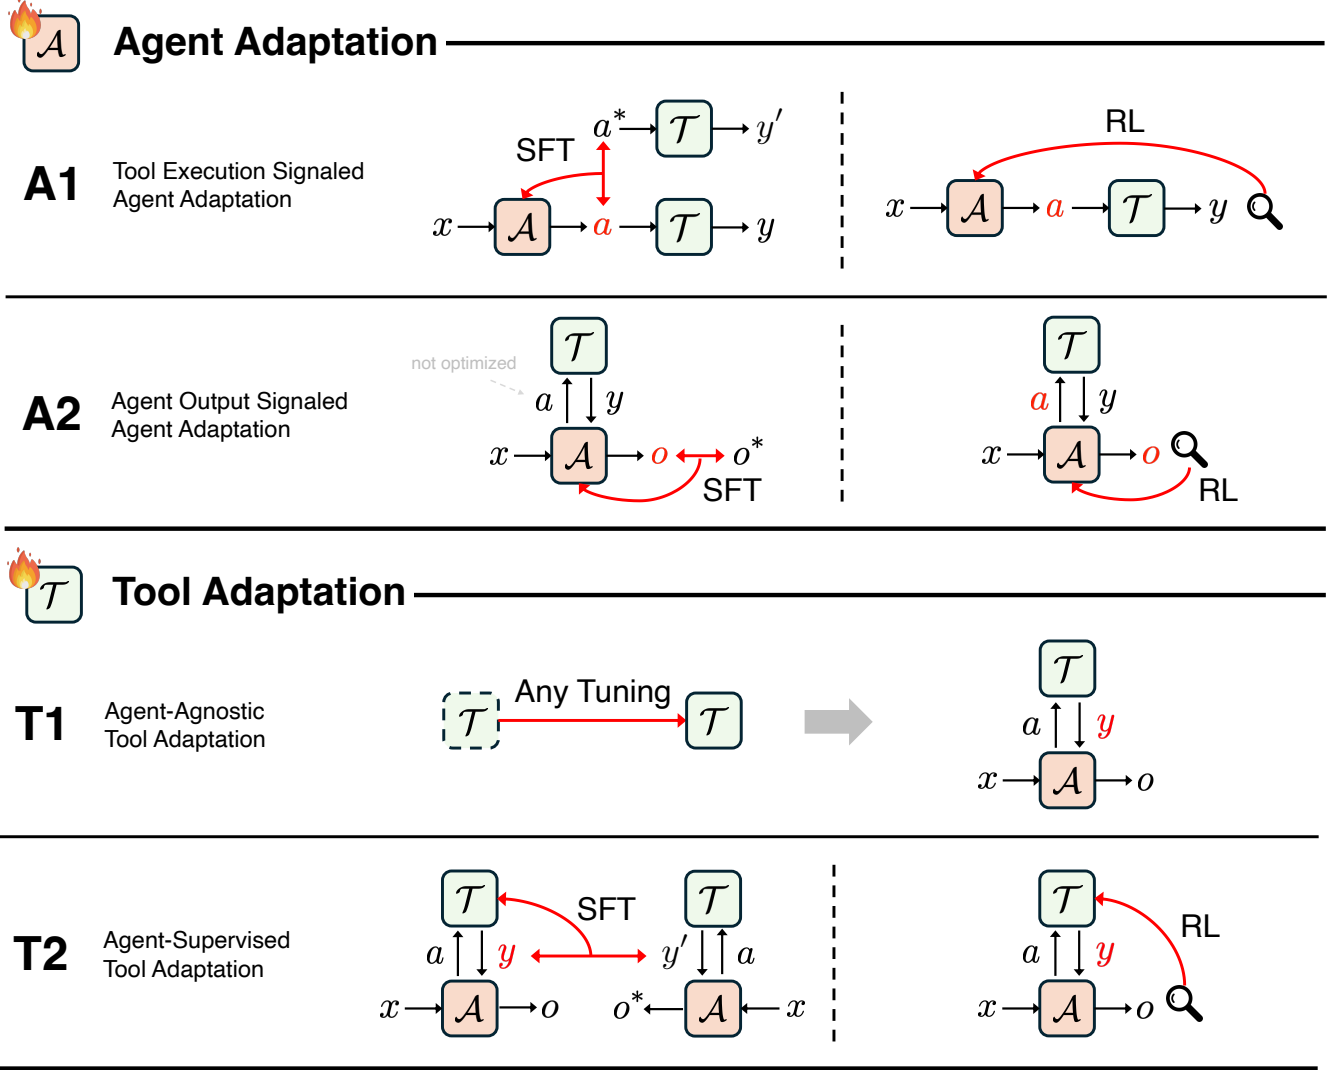 𝒜 Agent Adaptation
A1
Tool Execution Signaled
Agent Adaptation
SFT
a* 𝒯 y′
x 𝒜 a 𝒯 y
RL
x 𝒜 a 𝒯 y
A2
Agent Output Signaled
Agent Adaptation
not optimized
𝒯
a y
x 𝒜 o o*
SFT
𝒯
a y
x 𝒜 o
RL
𝒯 Tool Adaptation
T1
Agent-Agnostic
Tool Adaptation
Any Tuning
𝒯 𝒯
𝒯
a y
x 𝒜 o
T2
Agent-Supervised
Tool Adaptation
𝒯 SFT 𝒯
a y y′ a
x 𝒜 o o* 𝒜 x
𝒯 RL
a y
x 𝒜 o